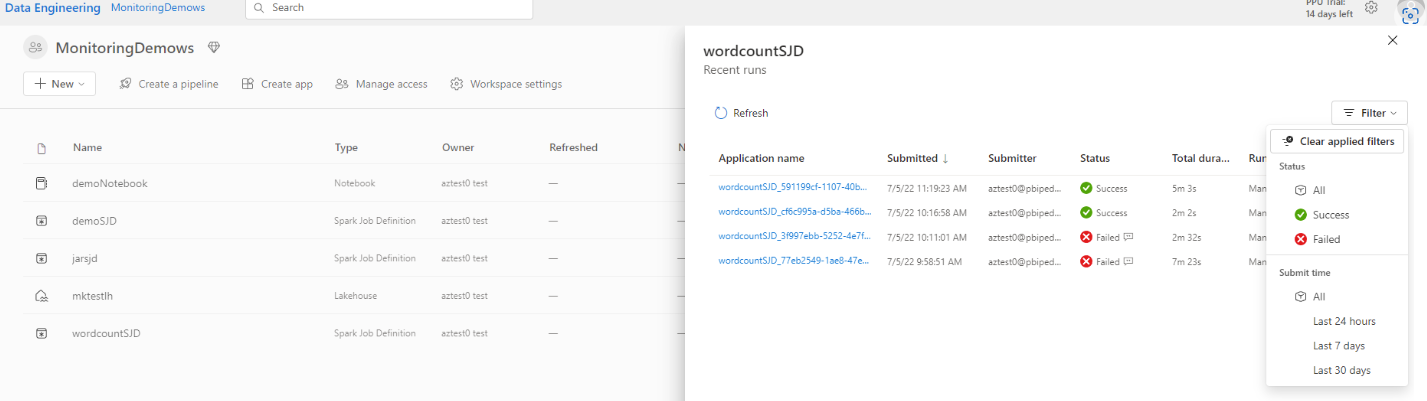 Data Engineering MonitoringDemows
Search
PPU Trial:
14 days left
MonitoringDemows
New Create a pipeline Create app Manage access Workspace settings
Name Type Owner Refreshed N
demoNotebook Notebook aztest0 test —
demoSJD Spark Job Definition aztest0 test —
jarsjd Spark Job Definition aztest0 test —
mktestlh Lakehouse aztest0 test —
wordcountSJD Spark Job Definition aztest0 test —
wordcountSJD
Recent runs
Refresh Filter
Application name Submitted ↓ Submitter Status Total dura... Run
wordcountSJD_591199cf-1107-40b... 7/5/22 11:19:23 AM aztest0@pbiped... Success 5m 3s Man
wordcountSJD_cf6c995a-d5ba-466b... 7/5/22 10:16:58 AM aztest0@pbiped... Success 2m 2s Man
wordcountSJD_3f997ebb-5252-4e7f... 7/5/22 10:11:01 AM aztest0@pbiped... Failed 2m 32s Man
wordcountSJD_77eb2549-1ae8-47e... 7/5/22 9:58:51 AM aztest0@pbiped... Failed 7m 23s Man
Clear applied filters
Status
All
Success
Failed
Submit time
All
Last 24 hours
Last 7 days
Last 30 days